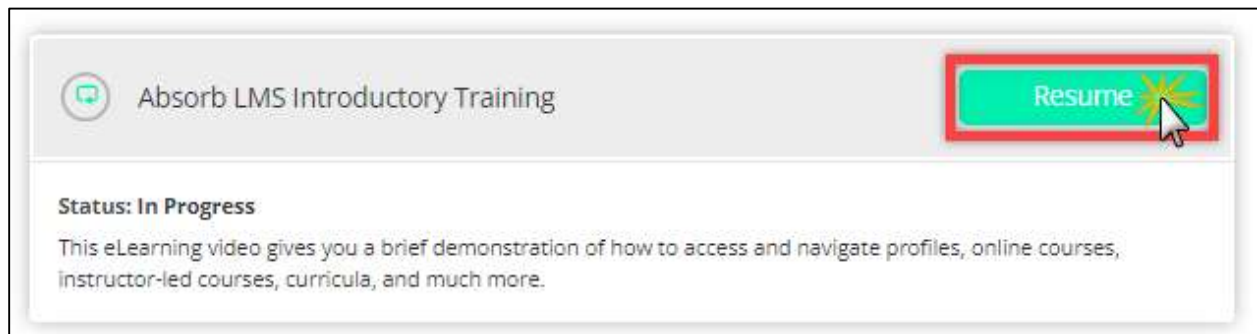 Absorb LMS Introductory Training
Resume
Status: In Progress
This eLearning video gives you a brief demonstration of how to access and navigate profiles, online courses,
instructor-led courses, curricula, and much more.